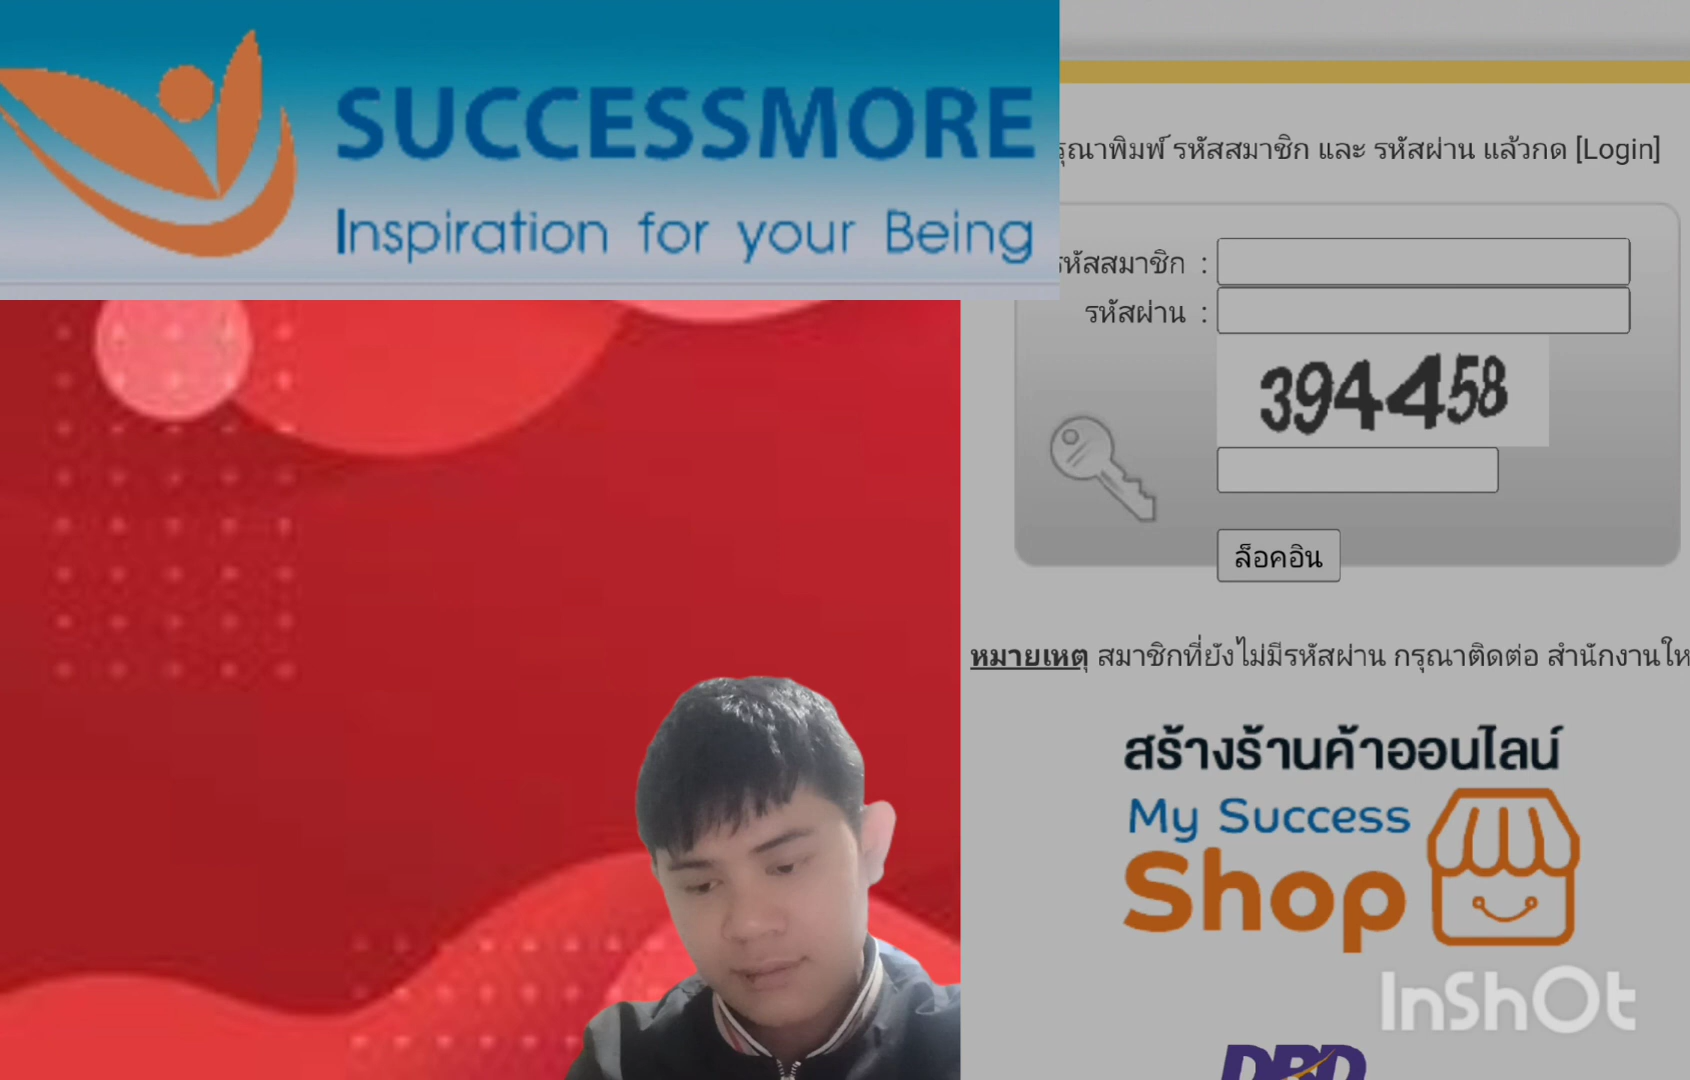 SUCCESSMORE
Inspiration for your Being
รุณาพิมพ์ รหัสสมาชิก และ รหัสผ่าน แล้วกด [Login]
รหัสสมาชิก :
รหัสผ่าน :
394458
ล็อคอิน
หมายเหตุ สมาชิกที่ยังไม่มีรหัสผ่าน กรุณาติดต่อ สำนักงานให
สร้างร้านค้าออนไลน์
My Success
Shop
InShOt
DBD